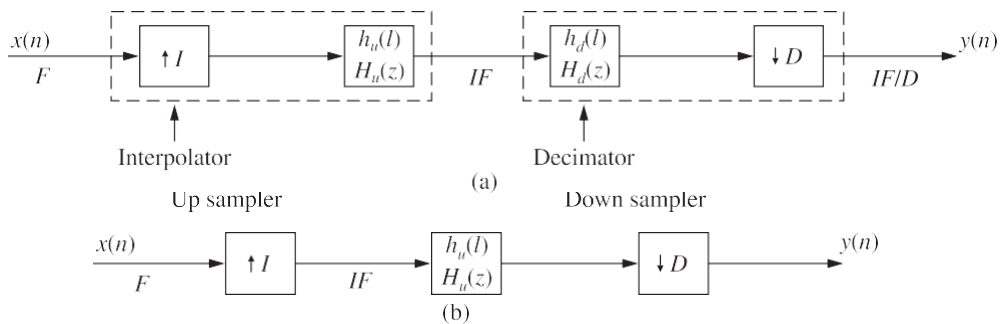 x(n) ↑ I h_u(l) h_d(l) ↓ D y(n)
F H_u(z) IF H_d(z) IF/D
Interpolator Decimator
(a)
Up sampler Down sampler
x(n) ↑ I h_u(l) ↓ D y(n)
F IF H_u(z)
(b)